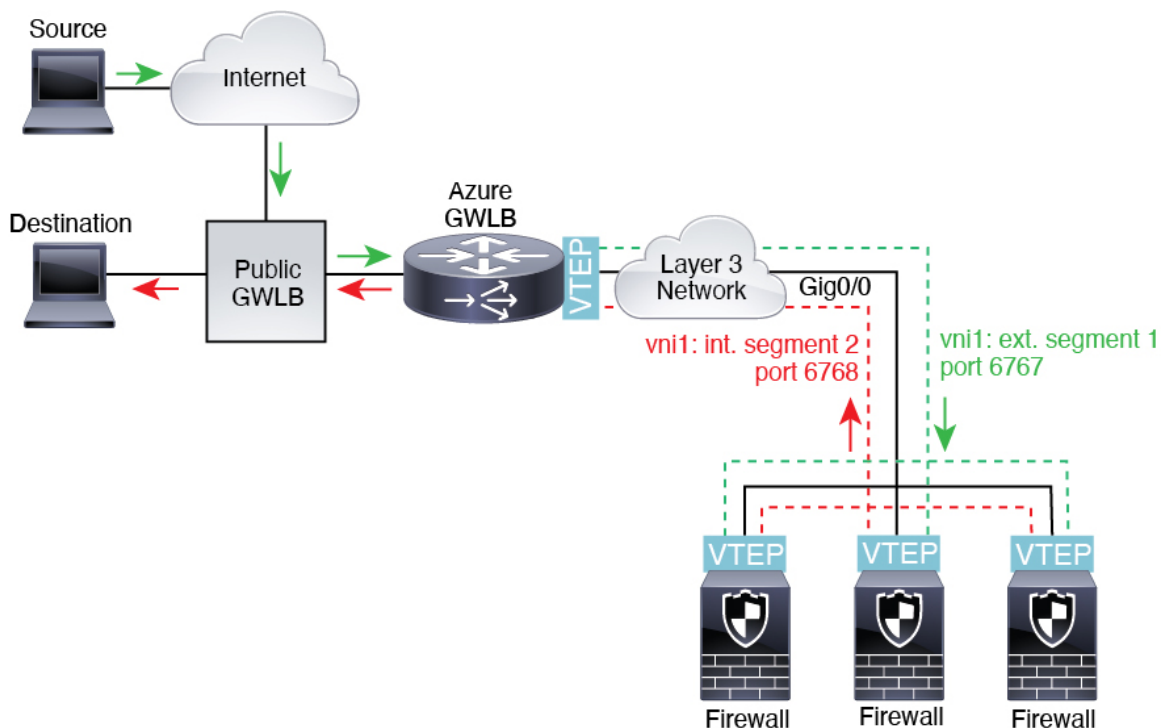 Source
Internet
Destination
Public
GWLB
Azure
GWLB
VTEP
Layer 3
Network
Gig0/0
vni1: int. segment 2
port 6768
vni1: ext. segment 1
port 6767
VTEP
VTEP
VTEP
Firewall
Firewall
Firewall